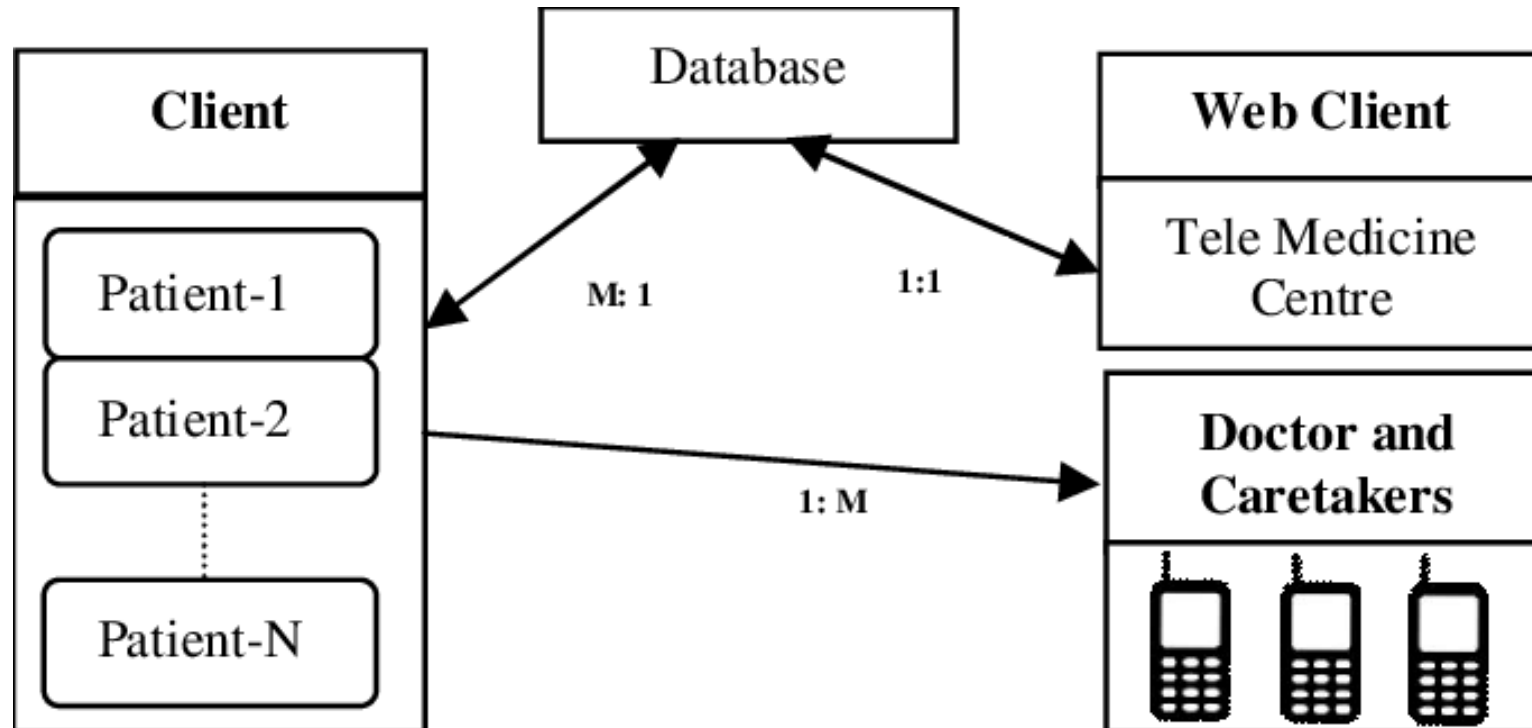 Database
Client
Patient-1
Patient-2
Patient-N
M: 1
1:1
1: M
Web Client
Tele Medicine
Centre
Doctor and
Caretakers